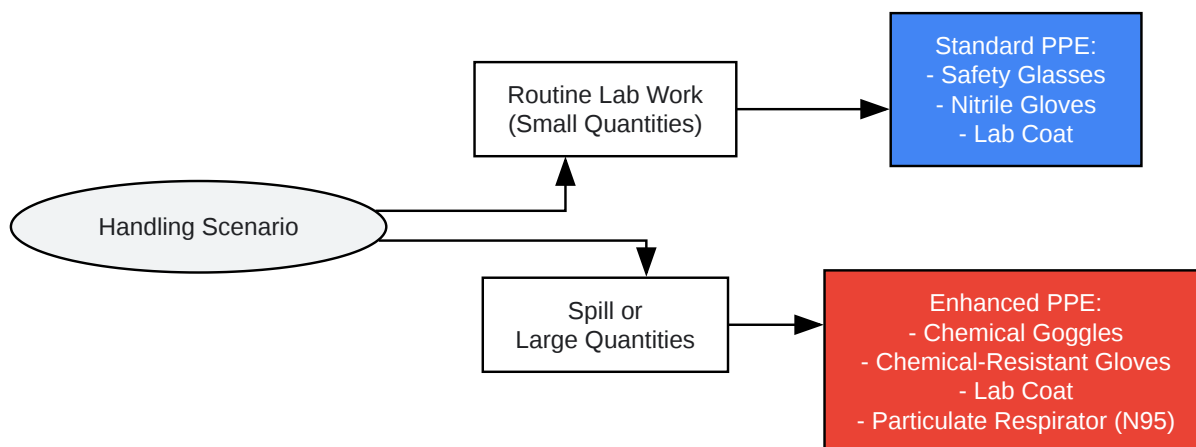 Handling Scenario
Routine Lab Work
(Small Quantities)
Standard PPE:
- Safety Glasses
- Nitrile Gloves
- Lab Coat
Spill or
Large Quantities
Enhanced PPE:
- Chemical Goggles
- Chemical-Resistant Gloves
- Lab Coat
- Particulate Respirator (N95)